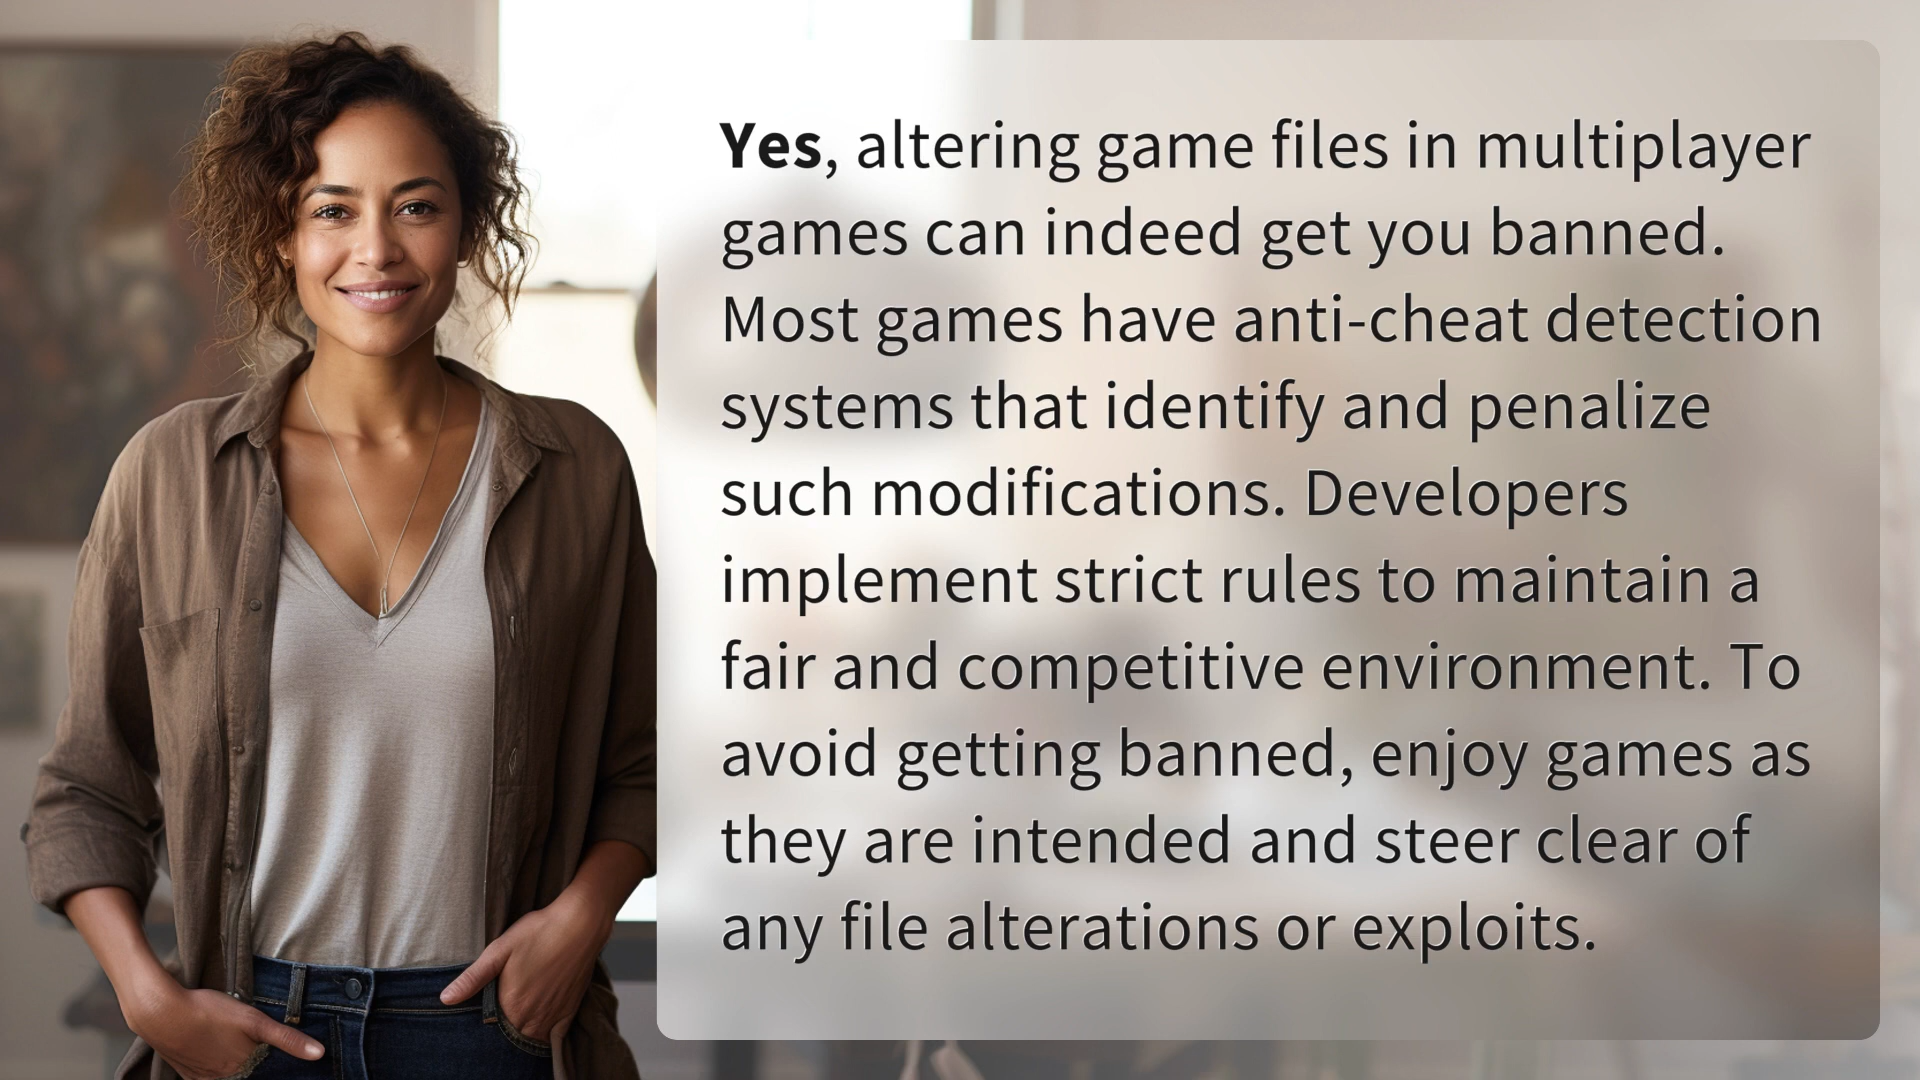 Yes, altering game files in multiplayer
games can indeed get you banned.
Most games have anti-cheat detection
systems that identify and penalize
such modifications. Developers
implement strict rules to maintain a
fair and competitive environment. To
avoid getting banned, enjoy games as
they are intended and steer clear of
any file alterations or exploits.